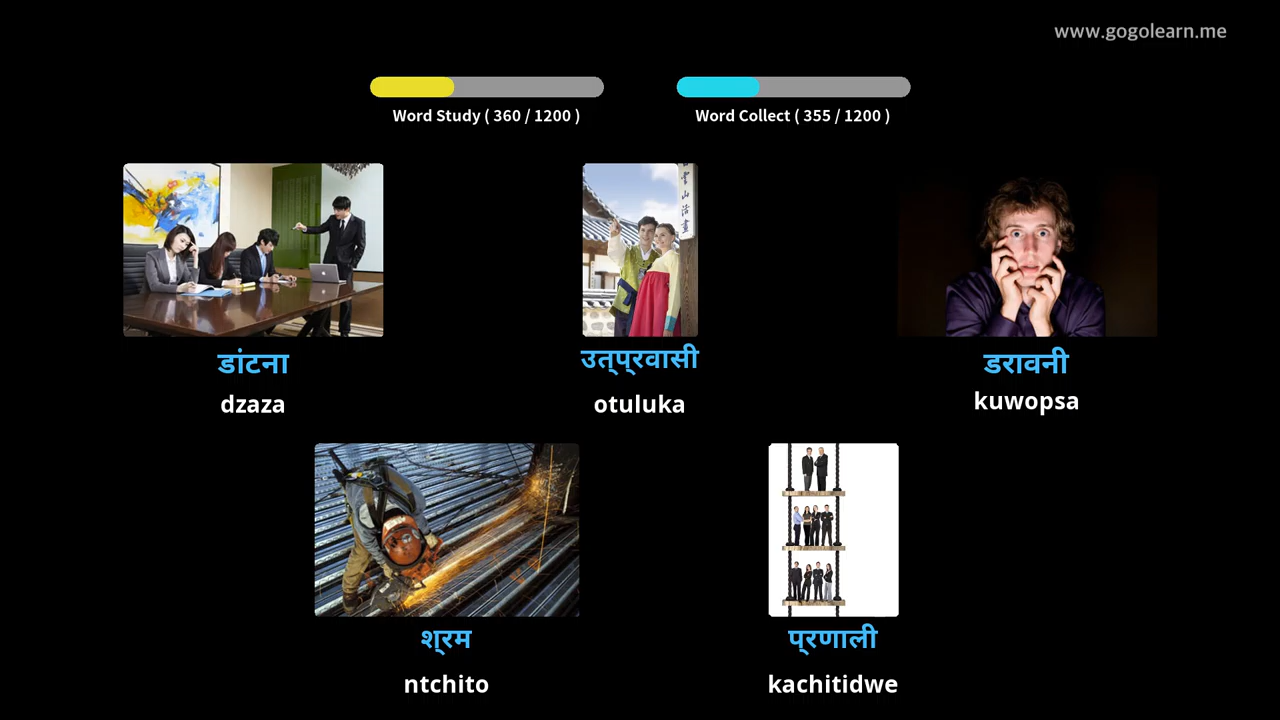 www.gogolearn.me
Word Study ( 360 / 1200 )
Word Collect ( 355 / 1200 )
डांटना
उत्प्रवासी
डरावनी
dzaza
otuluka
kuwopsa
श्रम
प्रणाली
ntchito
kachitidwe